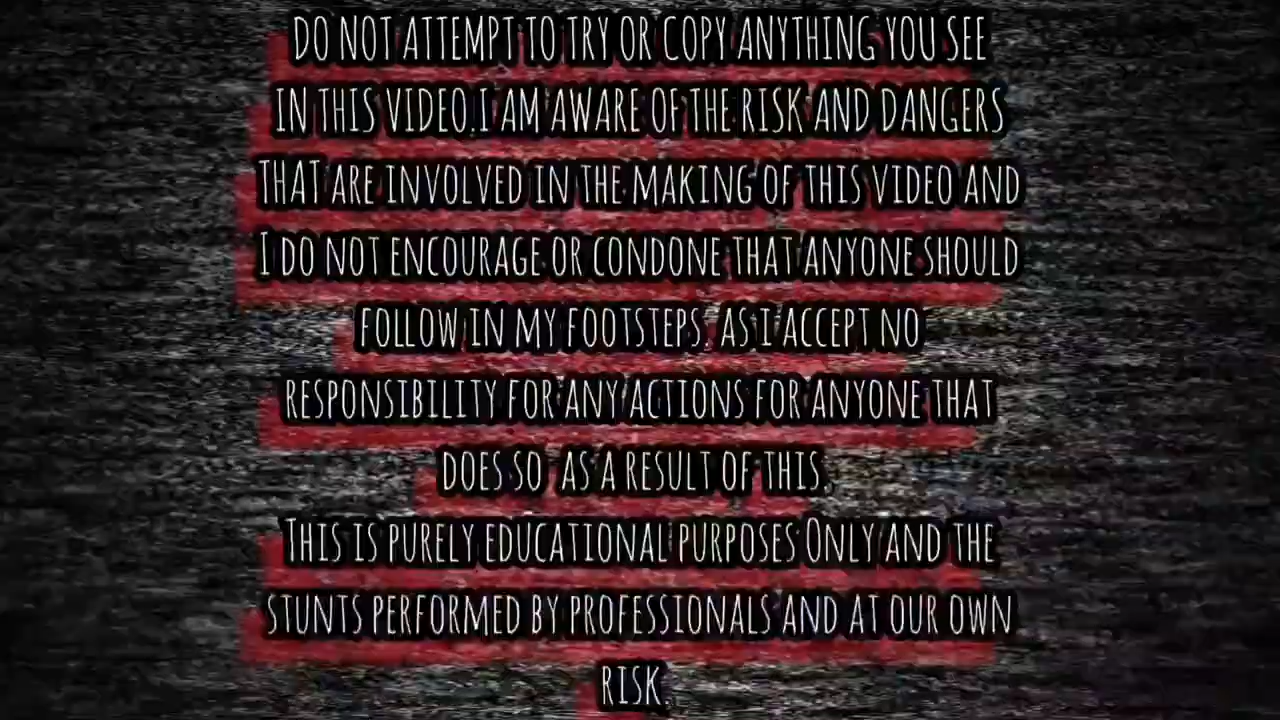 DO NOT ATTEMPT TO TRY OR COPY ANYTHING YOU SEE
IN THIS VIDEO,I AM AWARE OF THE RISK AND DANGERS
THAT ARE INVOLVED IN THE MAKING OF THIS VIDEO AND
I DO NOT ENCOURAGE OR CONDONE THAT ANYONE SHOULD
FOLLOW IN MY FOOTSTEPS, AS I ACCEPT NO
RESPONSIBILITY FOR ANY ACTIONS FOR ANYONE THAT
DOES SO AS A RESULT OF THIS.
THIS IS PURELY EDUCATIONAL PURPOSES ONLY AND THE
STUNTS PERFORMED BY PROFESSIONALS AND AT OUR OWN
RISK.